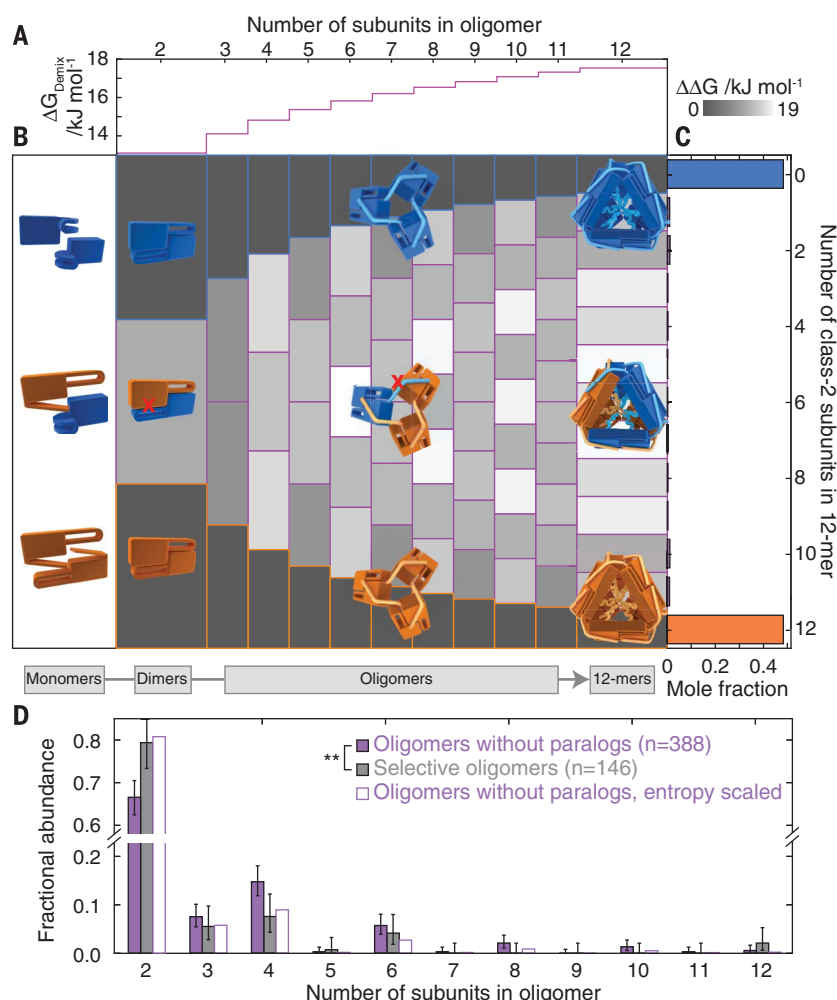 A
Number of subunits in oligomer
2 3 4 5 6 7 8 9 10 11 12
ΔG_Demix /kJ mol⁻¹
18
16
14
ΔΔG /kJ mol⁻¹
0 19
B
C
x
x
0
2
4
6
8
10
12
Number of class-2 subunits in 12-mer
0 0.2 0.4
Mole fraction
Monomers Dimers Oligomers 12-mers
D
Fractional abundance
0.8
0.7
0.6
0.2
0.1
0.0
** Oligomers without paralogs (n=388)
Selective oligomers (n=146)
Oligomers without paralogs, entropy scaled
2 3 4 5 6 7 8 9 10 11 12
Number of subunits in oligomer